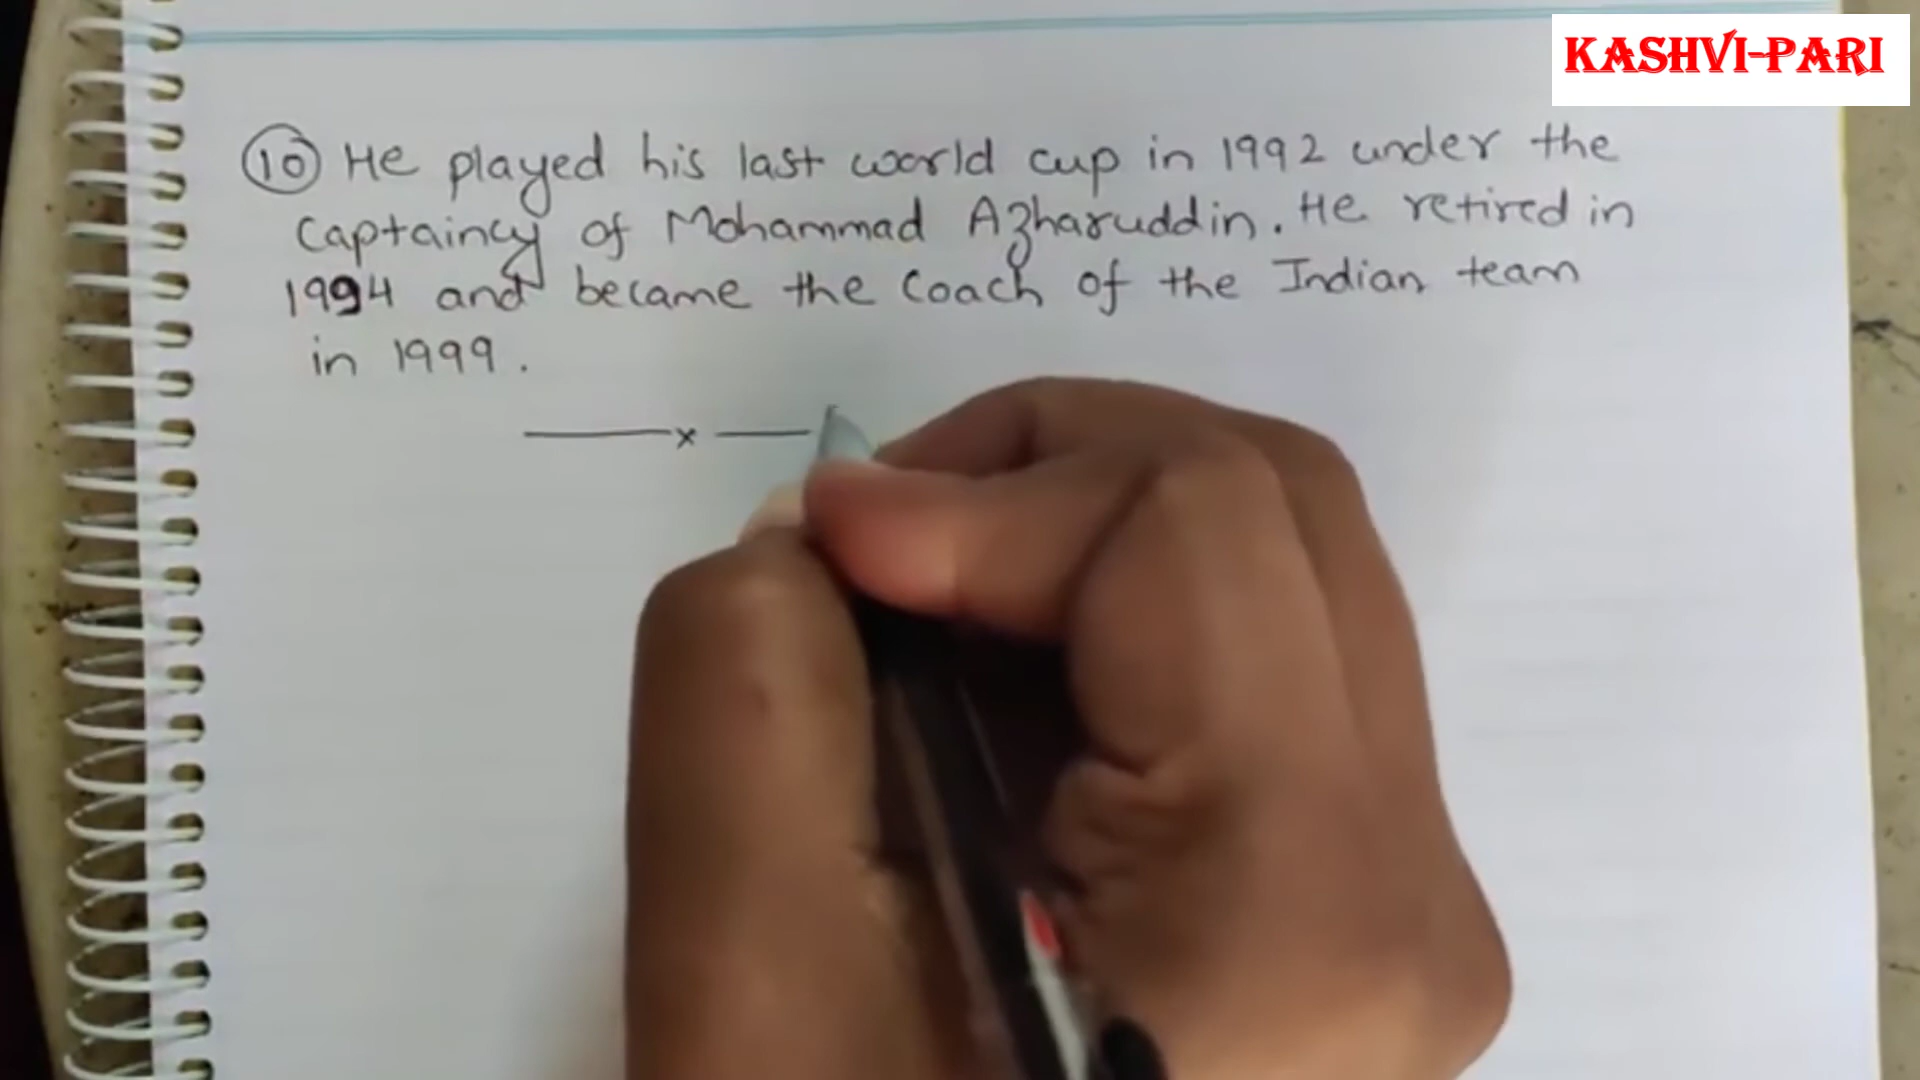 KASHVI-PARI
10 He played his last world cup in 1992 under the
Captaincy of Mohammad Azharuddin. He retired in
1994 and became the Coach of the Indian team
in 1999.